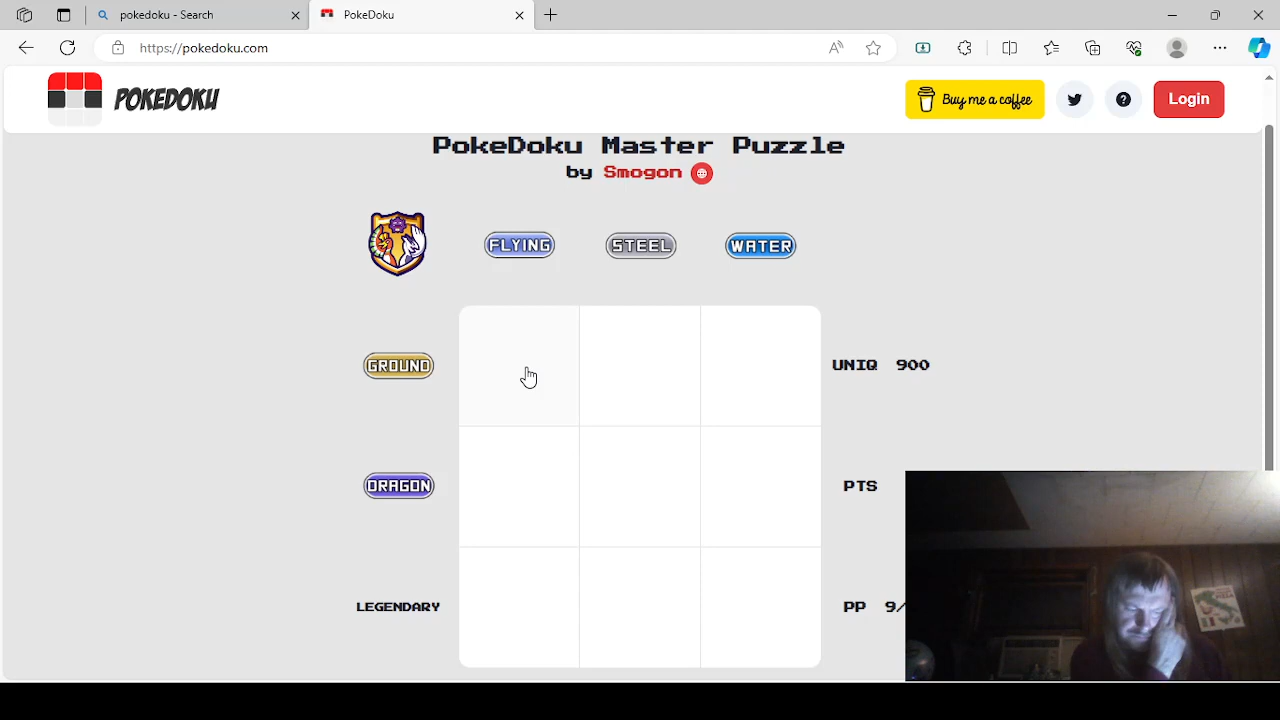 pokedoku - Search
PokeDoku
https://pokedoku.com
POKEDOKU
Buy me a coffee
Login
PokeDoku Master Puzzle
by Smogon
FLYING STEEL WATER
GROUND
UNIQ 900
DRAGON
PTS
LEGENDARY
PP 9/